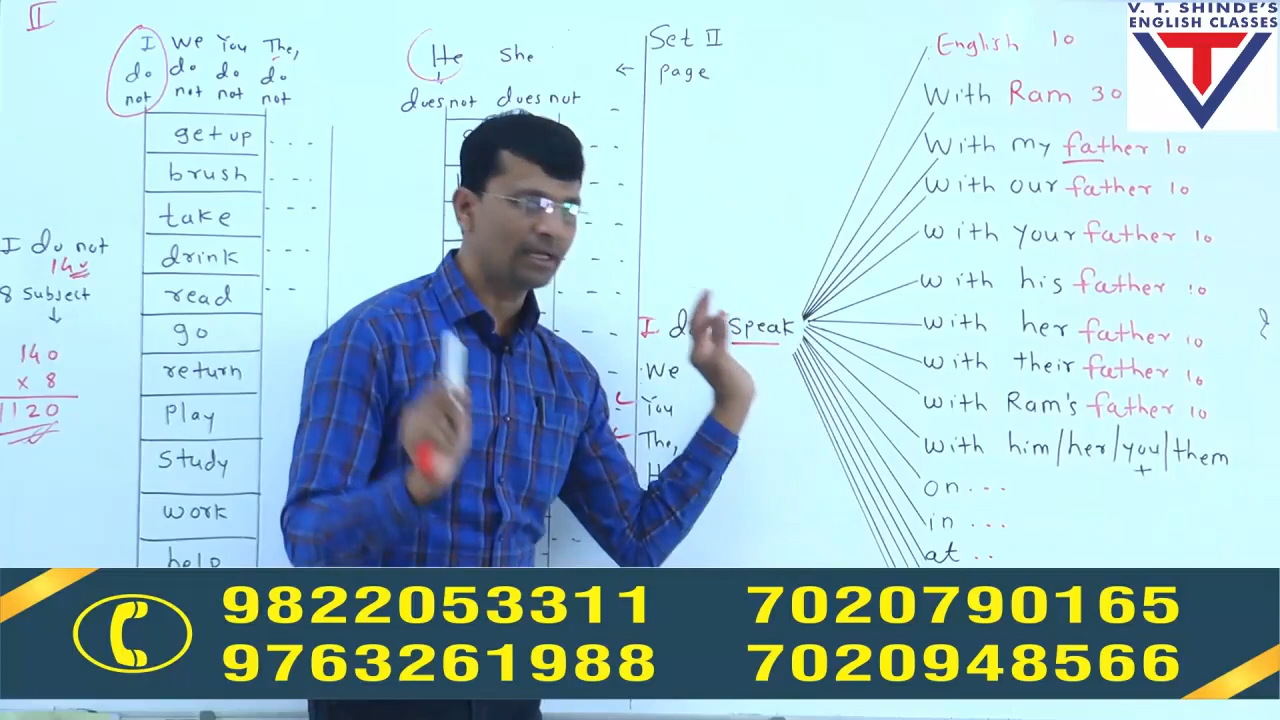 II
I We You The,
do do do do
not not not not
get up
brush
take
drink
read
go
return
play
study
work
help
I do not
140
8 Subject
140
x 8
1120
He She
does not does not
Set II
page
I do speak
We
You
The,
H
English 10
With Ram 30
With my father 10
With our father 10
With your father 10
with his father 10
with her father 10
with their father 10
with Ram's father 10
with him/her/you/them
on ...
in ...
at ..
V. T. SHINDE'S
ENGLISH CLASSES
9822053311 7020790165
9763261988 7020948566